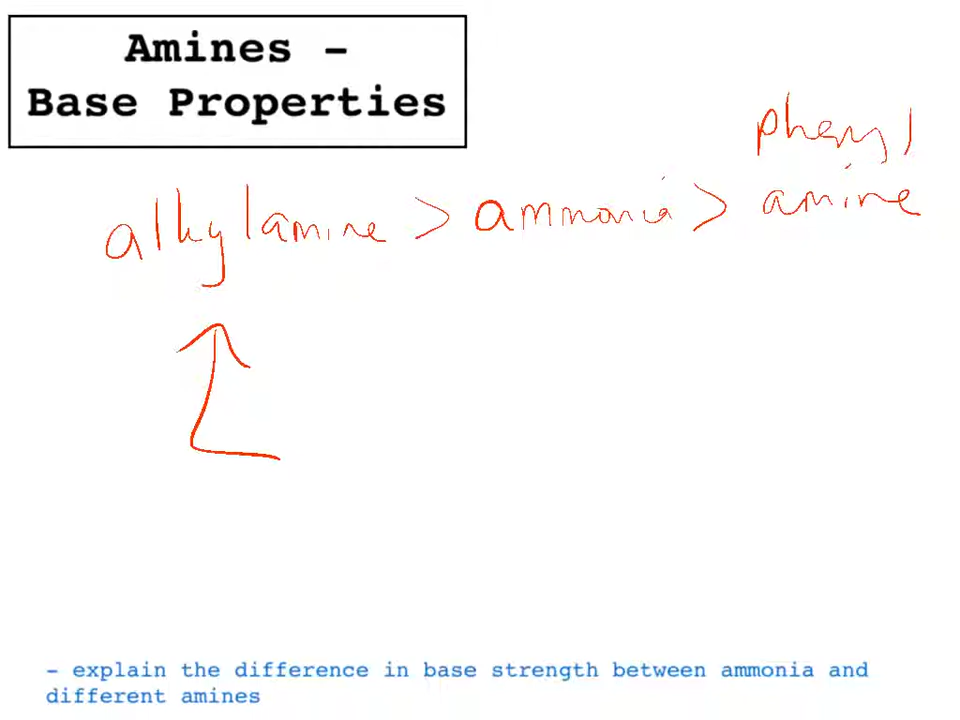 Amines –
Base Properties
phenyl
alkylamine > ammonia > amine
– explain the difference in base strength between ammonia and
different amines